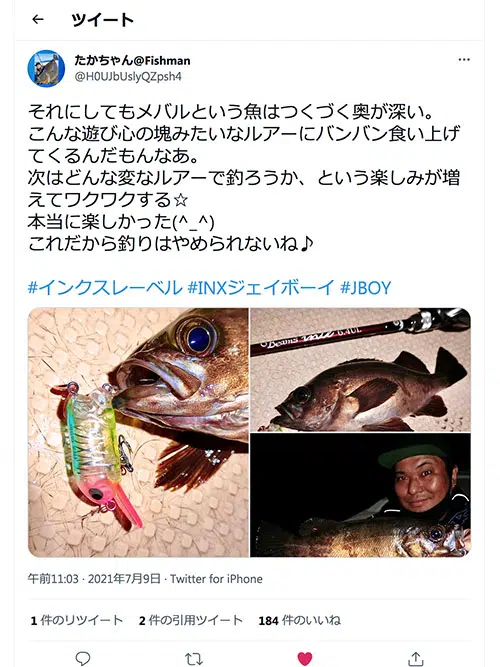 ツイート
たかちゃん@Fishman
@H0UJbUslyQZpsh4
それにしてもメバルという魚はつくづく奥が深い。
こんな遊び心の塊みたいなルアーにバンバン食い上げ
てくるんだもんなあ。
次はどんな変なルアーで釣ろうか、という楽しみが増
えてワクワクする☆
本当に楽しかった(^_^)
これだから釣りはやめられないね♪
#インクスレーベル #INXジェイボーイ #JBOY
Beams
午前11:03 · 2021年7月9日 · Twitter for iPhone
1 件のリツイート 2 件の引用ツイート 184 件のいいね